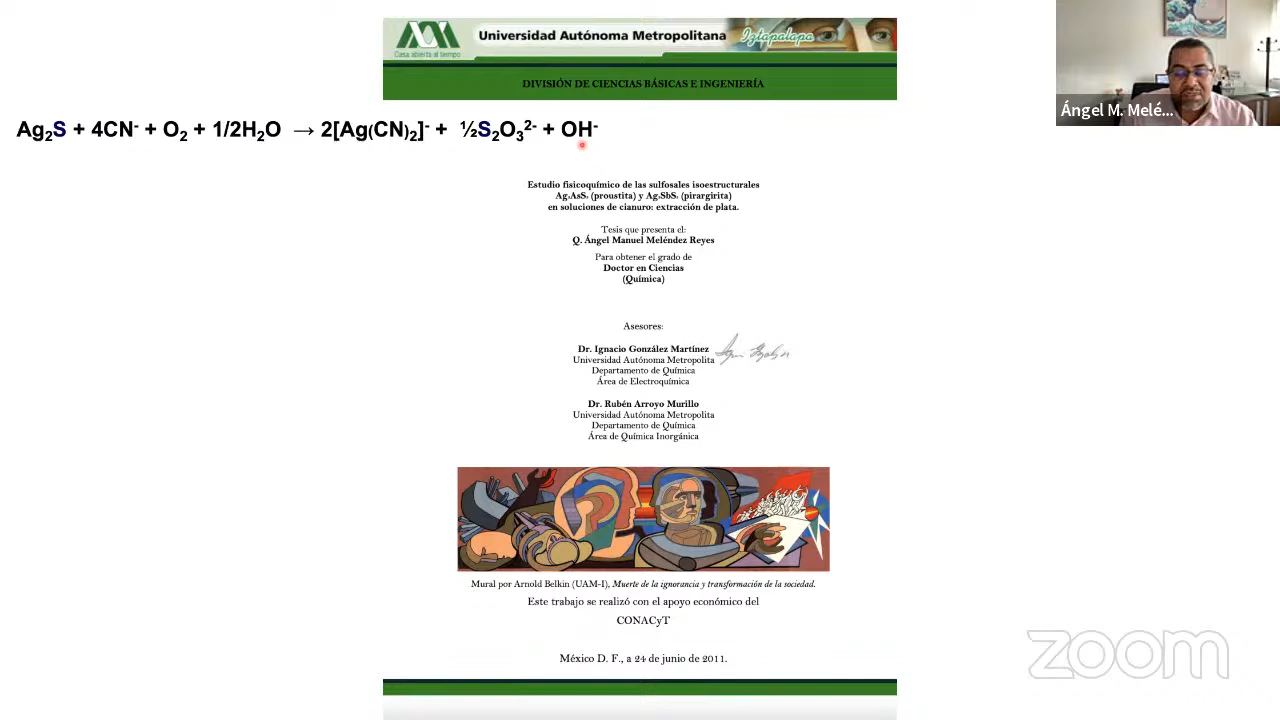 Universidad Autónoma Metropolitana
Iztapalapa
Casa abierta al tiempo
DIVISIÓN DE CIENCIAS BÁSICAS E INGENIERÍA
Ángel M. Melé...
Ag₂S + 4CN⁻ + O₂ + 1/2H₂O → 2[Ag(CN)₂]⁻ + ½S₂O₃²⁻ + OH⁻
Estudio fisicoquímico de las sulfosales isoestructurales
Ag₃AsS₃ (proustita) y Ag₃SbS₃ (pirargirita)
en soluciones de cianuro: extracción de plata.
Tesis que presenta el:
Q. Ángel Manuel Meléndez Reyes
Para obtener el grado de
Doctor en Ciencias
(Química)
Asesores:
Dr. Ignacio González Martínez
Universidad Autónoma Metropolita
Departamento de Química
Área de Electroquímica
Dr. Rubén Arroyo Murillo
Universidad Autónoma Metropolita
Departamento de Química
Área de Química Inorgánica
Mural por Arnold Belkin (UAM-I), Muerte de la ignorancia y transformación de la sociedad.
Este trabajo se realizó con el apoyo económico del
CONACyT
México D. F., a 24 de junio de 2011.
zoom